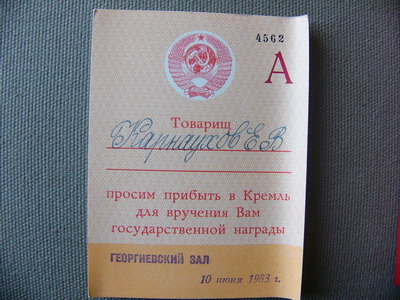 4562
А
Товарищ
Карнаухов Е В
просим прибыть в Кремль
для вручения Вам
государственной награды
ГЕОРГИЕВСКИЙ ЗАЛ
10 июня 1983 г.